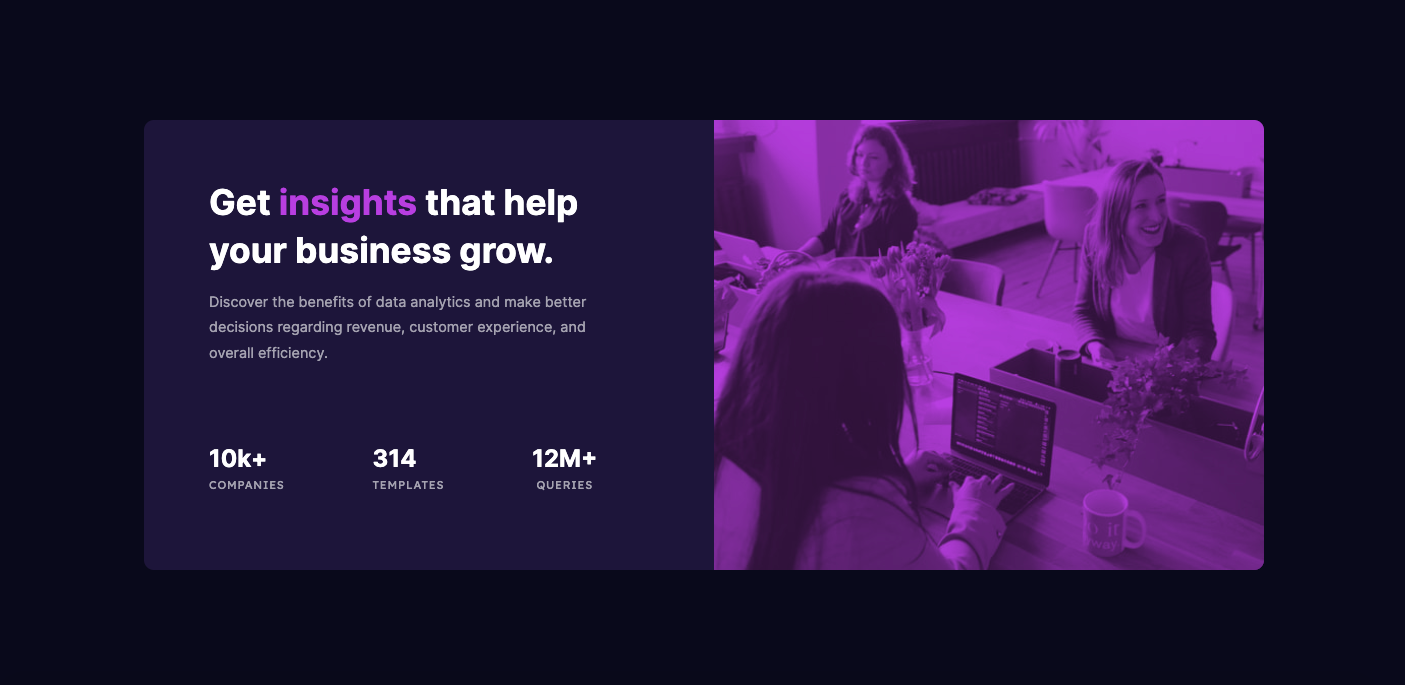 Get insights that help
your business grow.
Discover the benefits of data analytics and make better
decisions regarding revenue, customer experience, and
overall efficiency.
10k+ 314 12M+
COMPANIES TEMPLATES QUERIES